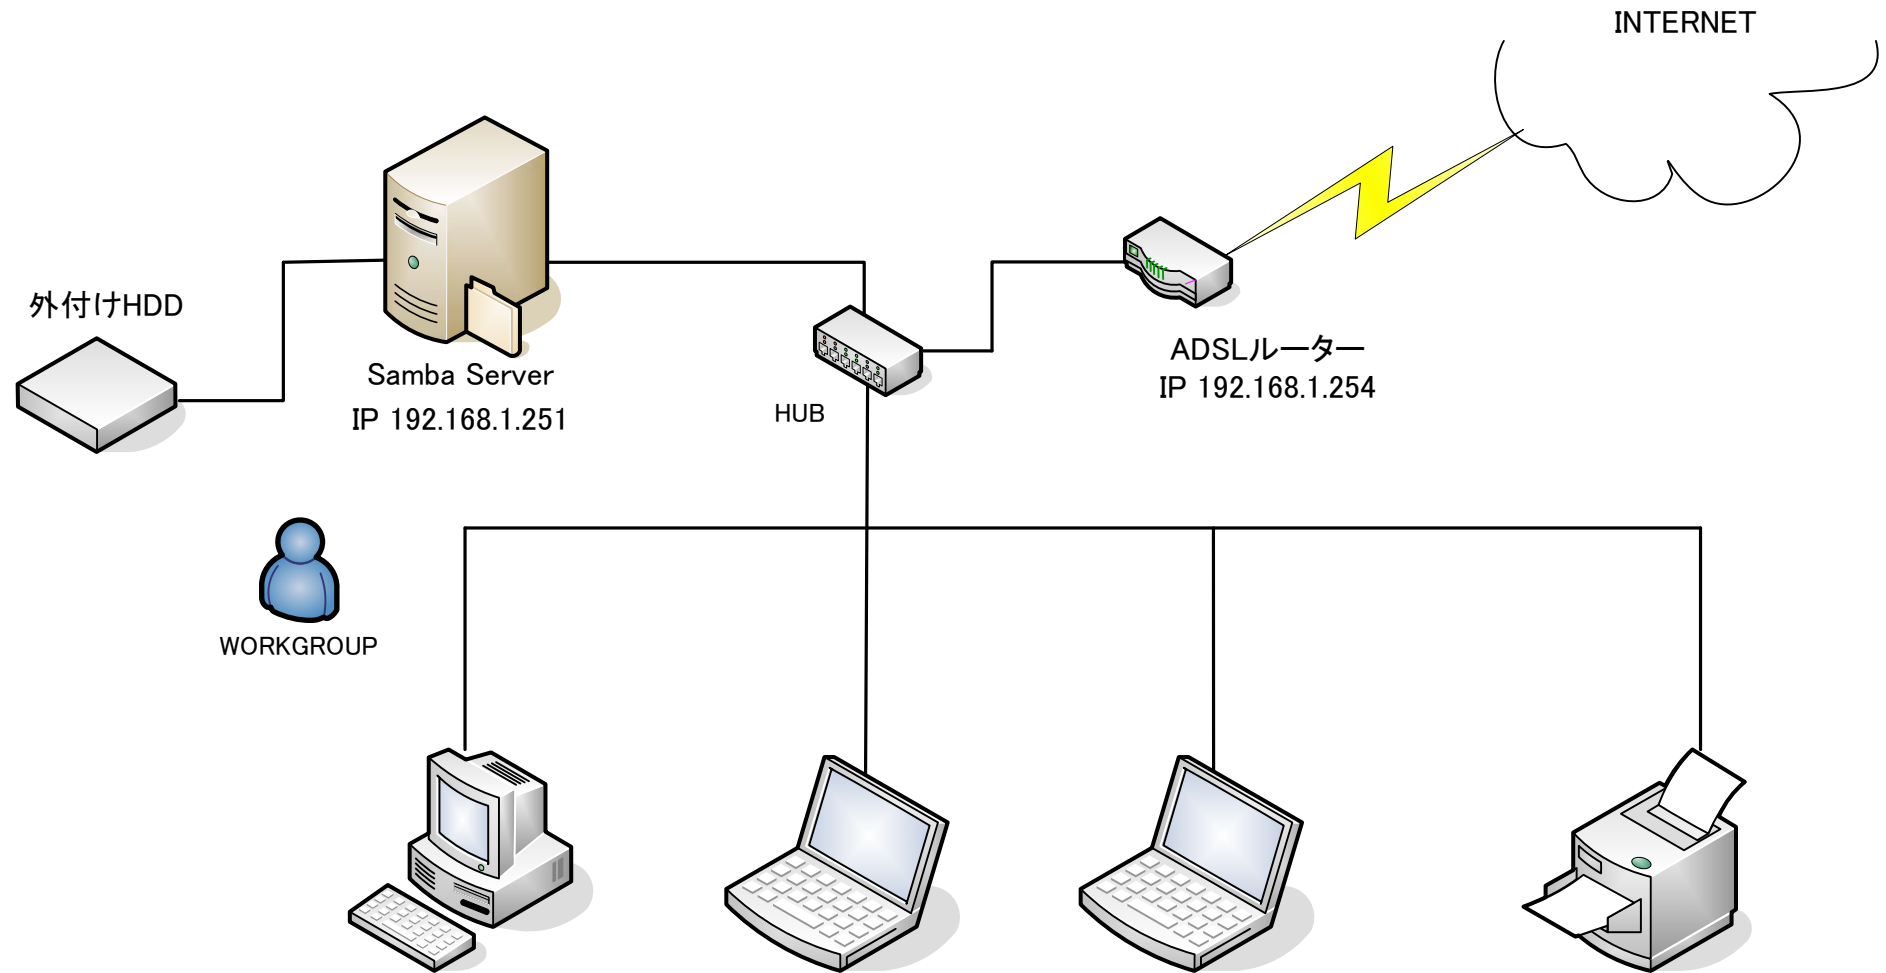 INTERNET
外付けHDD
Samba Server
IP 192.168.1.251
HUB
ADSLルーター
IP 192.168.1.254
WORKGROUP